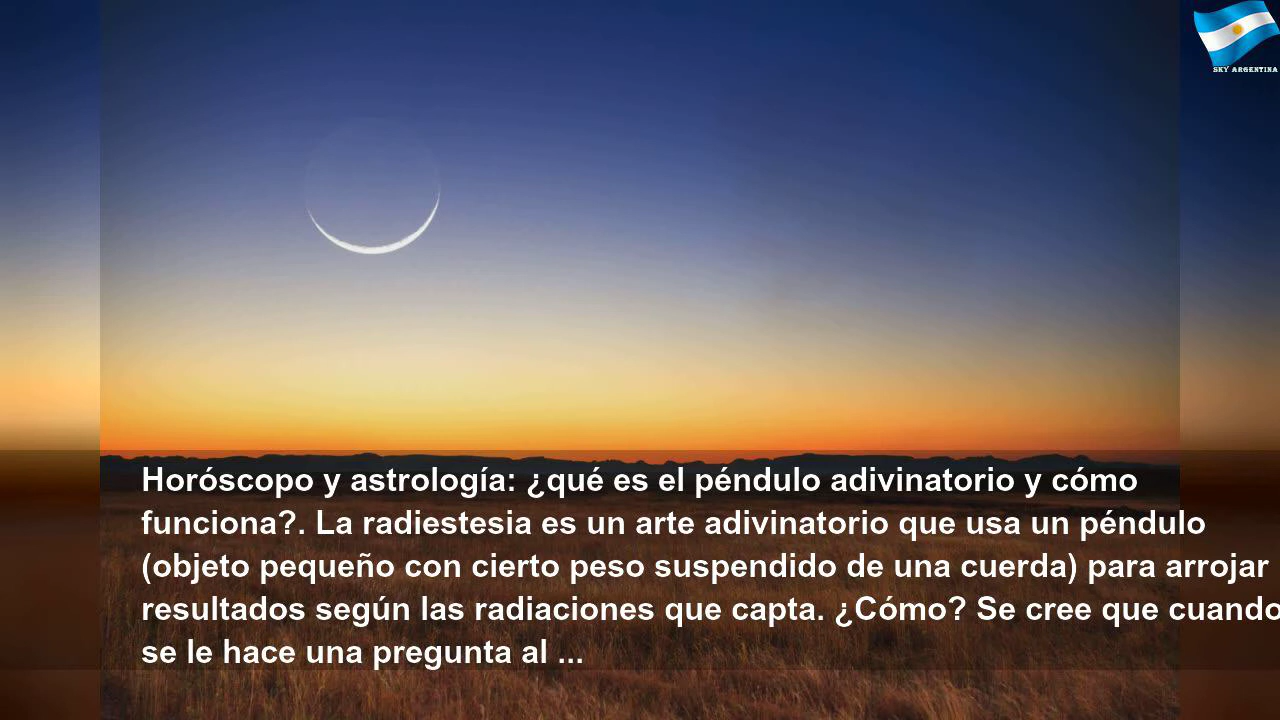 SKY ARGENTINA
Horóscopo y astrología: ¿qué es el péndulo adivinatorio y cómo
funciona?. La radiestesia es un arte adivinatorio que usa un péndulo
(objeto pequeño con cierto peso suspendido de una cuerda) para arrojar
resultados según las radiaciones que capta. ¿Cómo? Se cree que cuando
se le hace una pregunta al ...